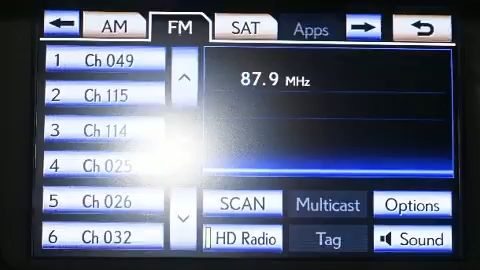 AM FM SAT Apps
1 Ch 049
2 Ch 115
3 Ch 114
4 Ch 025
5 Ch 026
6 Ch 032
87.9 MHz
SCAN Multicast Options
HD Radio Tag Sound